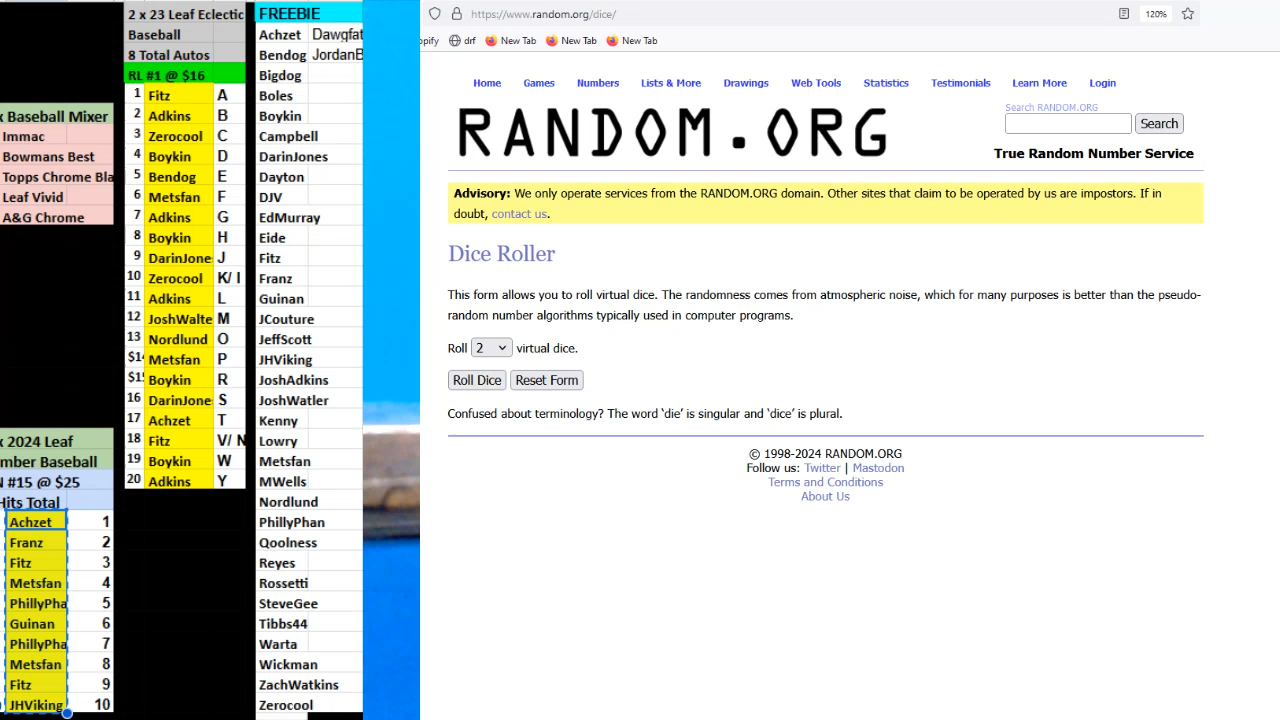 x Baseball Mixer
Immac
Bowmans Best
Topps Chrome Bla
Leaf Vivid
A&G Chrome
x 2024 Leaf
mber Baseball
N #15 @ $25
Hits Total
Achzet 1
Franz 2
Fitz 3
Metsfan 4
PhillyPha 5
Guinan 6
PhillyPha 7
Metsfan 8
Fitz 9
JHViking 10
2 x 23 Leaf Eclectic
Baseball
8 Total Autos
RL #1 @ $16
1 Fitz A
2 Adkins B
3 Zerocool C
4 Boykin D
5 Bendog E
6 Metsfan F
7 Adkins G
8 Boykin H
9 DarinJone J
10 Zerocool K/ I
11 Adkins L
12 JoshWalte M
13 Nordlund O
$14 Metsfan P
$15 Boykin R
16 DarinJone S
17 Achzet T
18 Fitz V/ N
19 Boykin W
20 Adkins Y
FREEBIE
Achzet Dawgfat
Bendog JordanB
Bigdog
Boles
Boykin
Campbell
DarinJones
Dayton
DJV
EdMurray
Eide
Fitz
Franz
Guinan
JCouture
JeffScott
JHViking
JoshAdkins
JoshWatler
Kenny
Lowry
Metsfan
MWells
Nordlund
PhillyPhan
Qoolness
Reyes
Rossetti
SteveGee
Tibbs44
Warta
Wickman
ZachWatkins
Zerocool
https://www.random.org/dice/ 120%
opify drf New Tab New Tab New Tab
Home Games Numbers Lists & More Drawings Web Tools Statistics Testimonials Learn More Login
RANDOM.ORG
Search RANDOM.ORG
Search
True Random Number Service
Advisory: We only operate services from the RANDOM.ORG domain. Other sites that claim to be operated by us are impostors. If in
doubt, contact us.
Dice Roller
This form allows you to roll virtual dice. The randomness comes from atmospheric noise, which for many purposes is better than the pseudo-
random number algorithms typically used in computer programs.
Roll 2 virtual dice.
Roll Dice Reset Form
Confused about terminology? The word ‘die’ is singular and ‘dice’ is plural.
© 1998-2024 RANDOM.ORG
Follow us: Twitter | Mastodon
Terms and Conditions
About Us